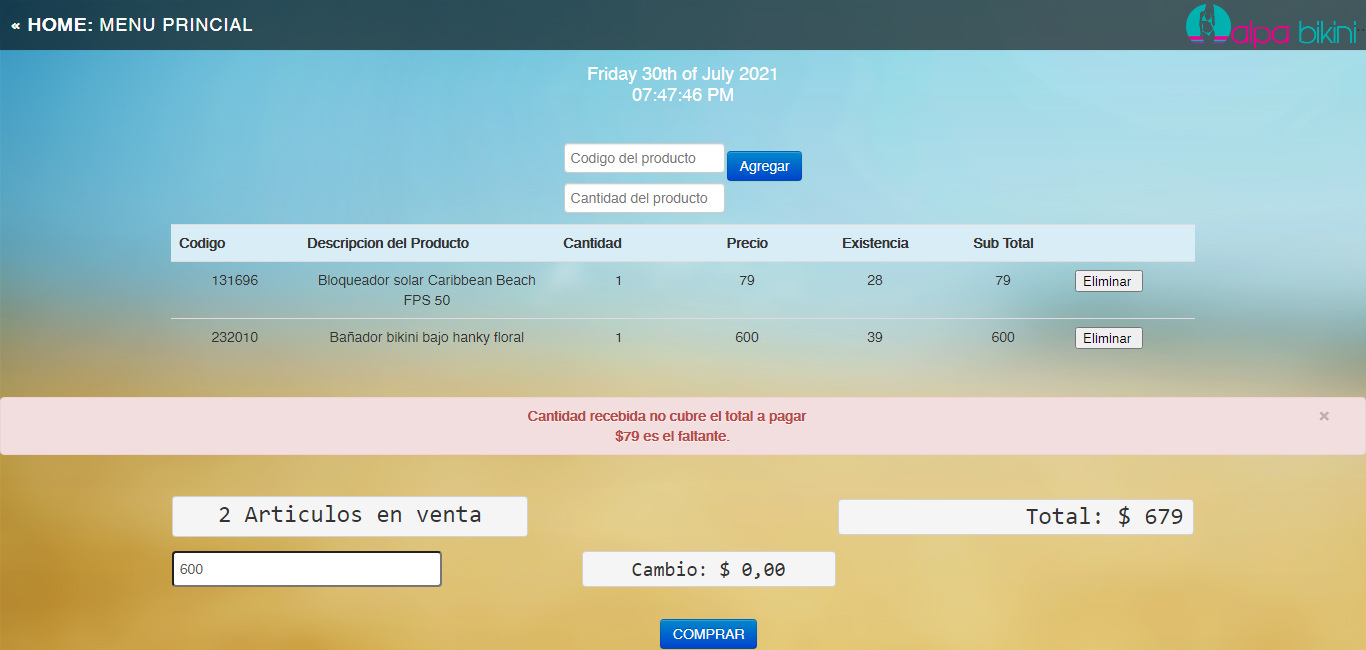 « HOME: MENU PRINCIAL
alpa bikini
Friday 30th of July 2021
07:47:46 PM
Codigo del producto
Agregar
Cantidad del producto
Codigo Descripcion del Producto Cantidad Precio Existencia Sub Total
131696 Bloqueador solar Caribbean Beach FPS 50 1 79 28 79 Eliminar
232010 Bañador bikini bajo hanky floral 1 600 39 600 Eliminar
Cantidad recebida no cubre el total a pagar ×
$79 es el faltante.
2 Articulos en venta Total: $ 679
600 Cambio: $ 0,00
COMPRAR